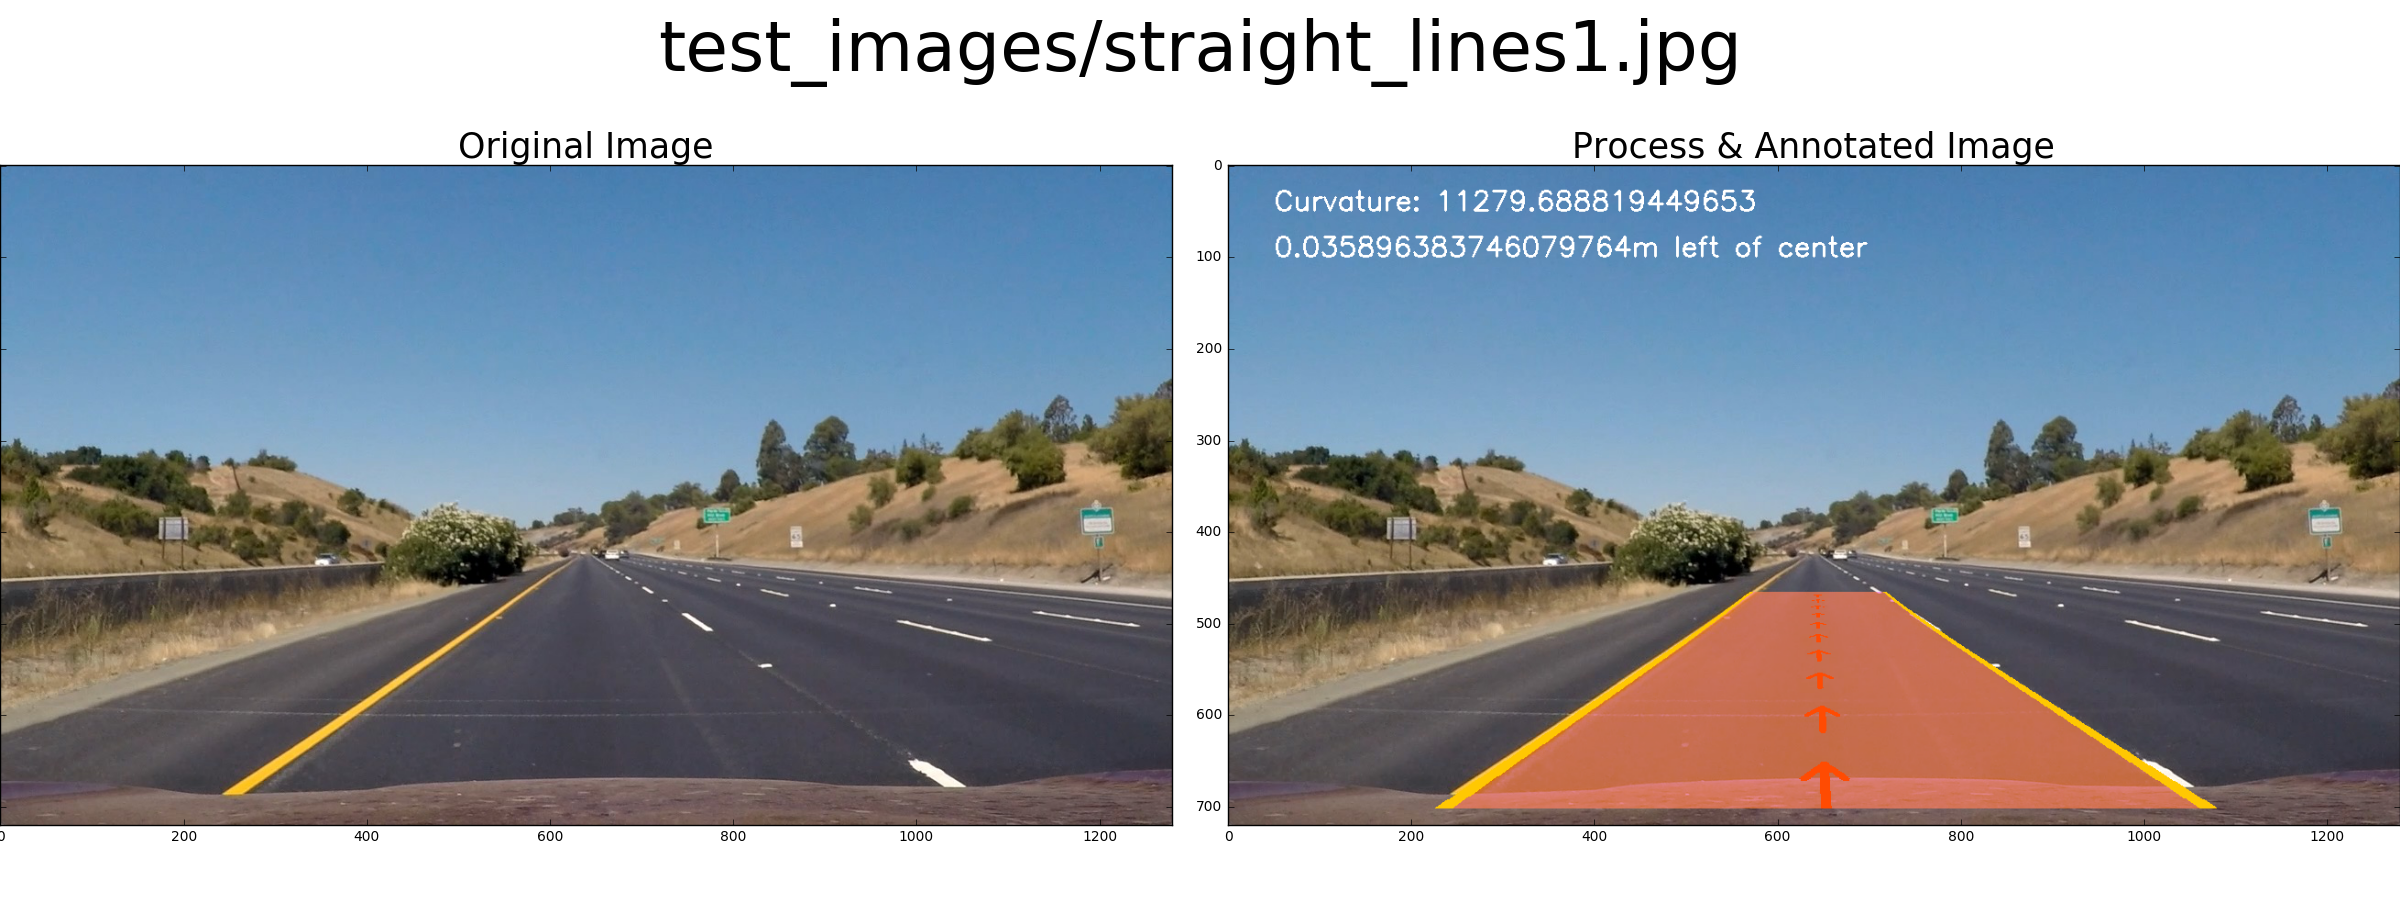 test_images/straight_lines1.jpg
Original Image
Process & Annotated Image
Curvature: 11279.688819449653
0.035896383746079764m left of center
0
100
200
300
400
500
600
700
0 200 400 600 800 1000 1200
0 200 400 600 800 1000 1200